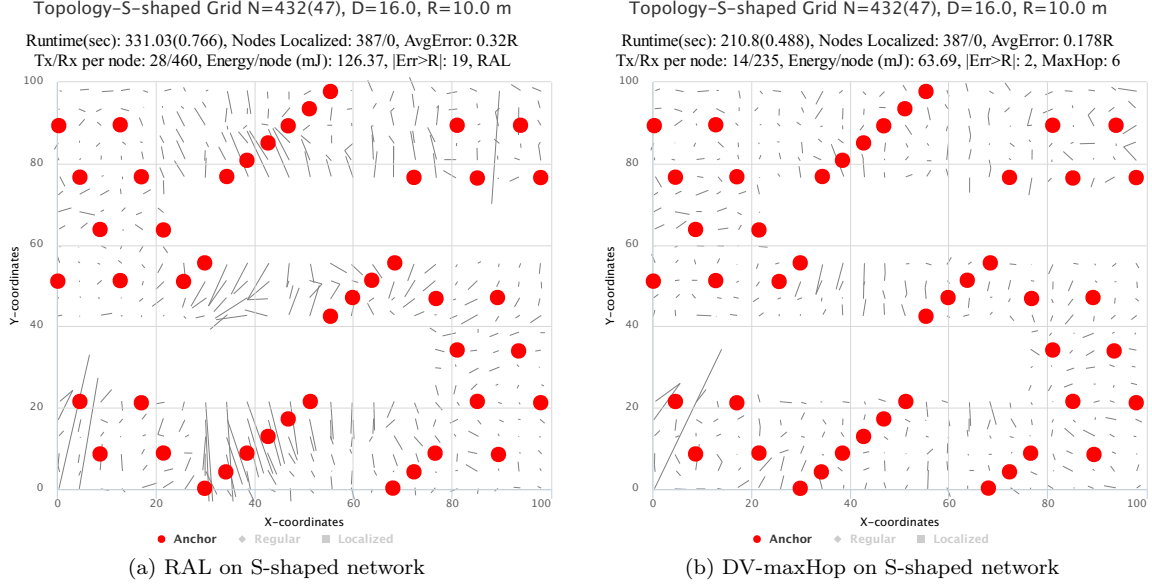 Topology-S-shaped Grid N=432(47), D=16.0, R=10.0 m
Runtime(sec): 331.03(0.766), Nodes Localized: 387/0, AvgError: 0.32R
Tx/Rx per node: 28/460, Energy/node (mJ): 126.37, |Err>R|: 19, RAL
100
80
60
40
20
0
Y-coordinates
0 20 40 60 80 100
X-coordinates
Anchor Regular Localized
(a) RAL on S-shaped network
Topology-S-shaped Grid N=432(47), D=16.0, R=10.0 m
Runtime(sec): 210.8(0.488), Nodes Localized: 387/0, AvgError: 0.178R
Tx/Rx per node: 14/235, Energy/node (mJ): 63.69, |Err>R|: 2, MaxHop: 6
100
80
60
40
20
0
Y-coordinates
0 20 40 60 80 100
X-coordinates
Anchor Regular Localized
(b) DV-maxHop on S-shaped network